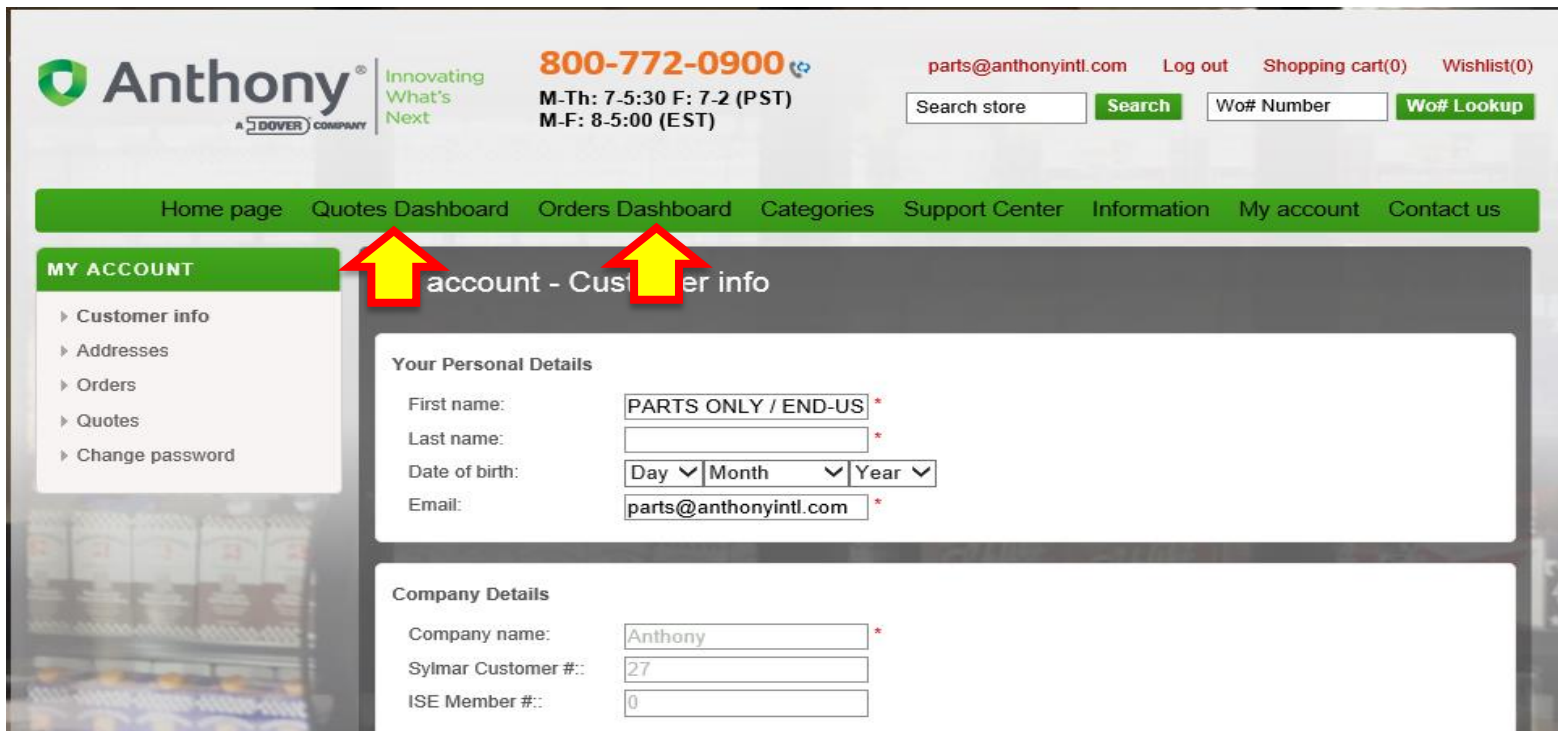 Anthony®
A DOVER COMPANY
Innovating
What's
Next
800-772-0900
M-Th: 7-5:30 F: 7-2 (PST)
M-F: 8-5:00 (EST)
parts@anthonyintl.com Log out Shopping cart(0) Wishlist(0)
Search store Search Wo# Number Wo# Lookup
Home page Quotes Dashboard Orders Dashboard Categories Support Center Information My account Contact us
MY ACCOUNT
Customer info
Addresses
Orders
Quotes
Change password
account - Cust er info
Your Personal Details
First name: PARTS ONLY / END-US *
Last name: *
Date of birth: Day Month Year
Email: parts@anthonyintl.com *
Company Details
Company name: Anthony *
Sylmar Customer #:: 27
ISE Member #:: 0